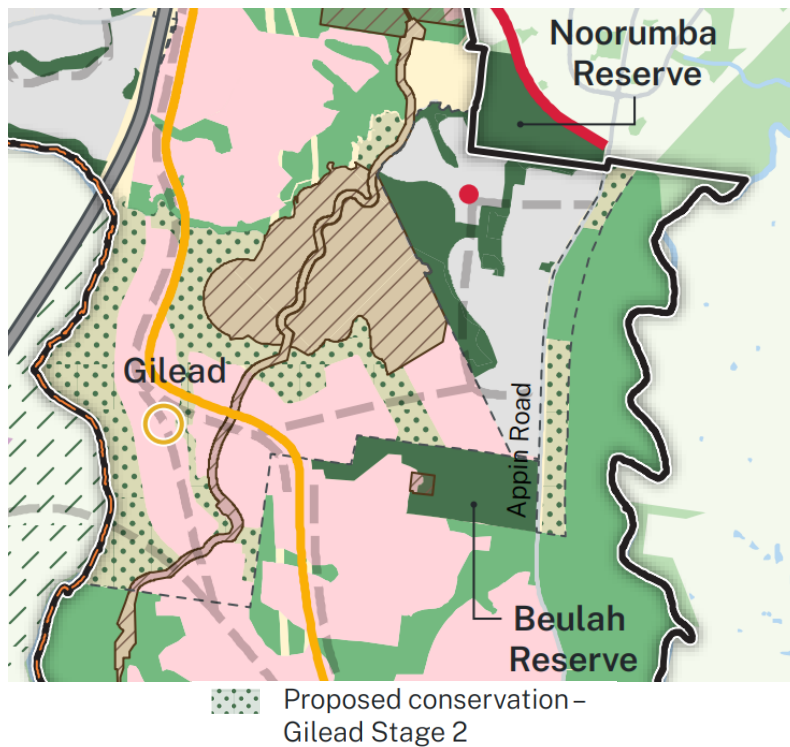 Noorumba
Reserve
Gilead
Appin Road
Beulah
Reserve
Proposed conservation –
Gilead Stage 2